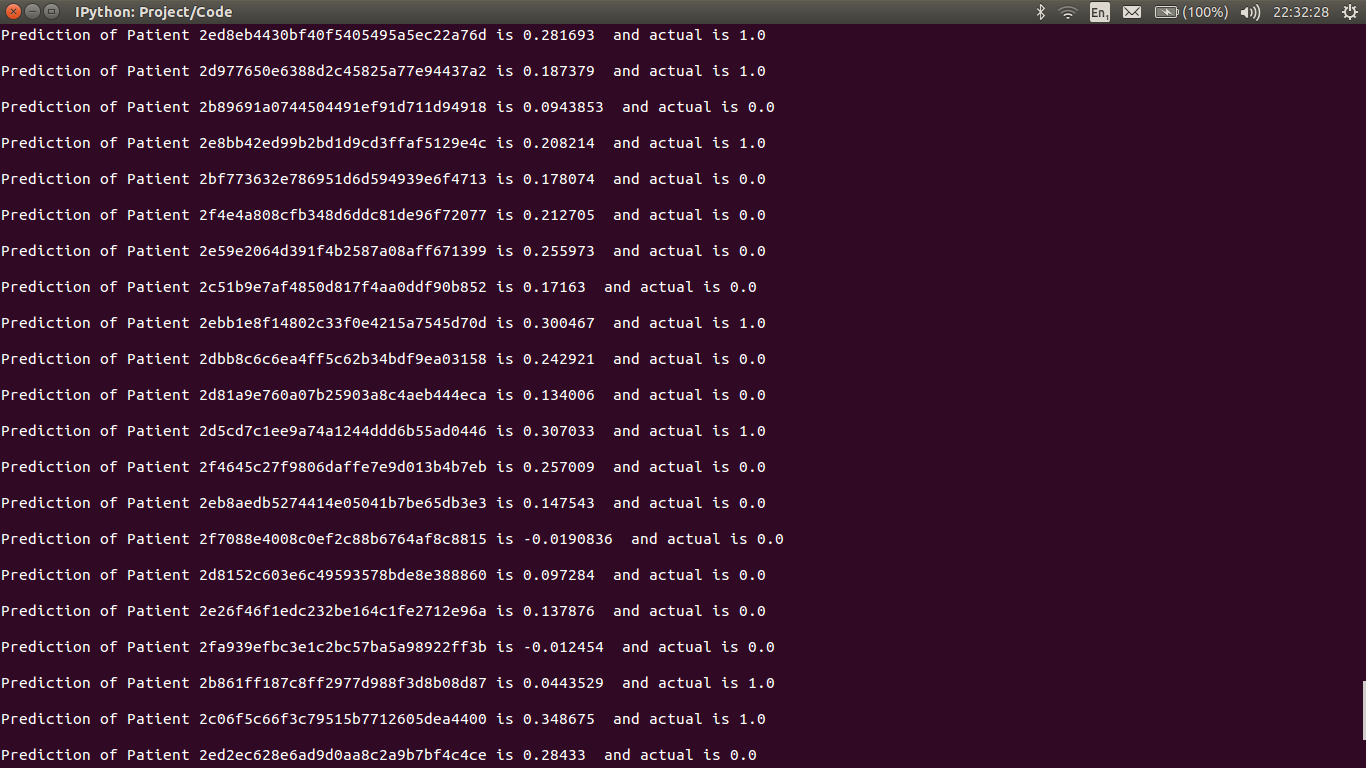 IPython: Project/Code
En1
(100%)
22:32:28
Prediction of Patient 2ed8eb4430bf40f5405495a5ec22a76d is 0.281693  and actual is 1.0
Prediction of Patient 2d977650e6388d2c45825a77e94437a2 is 0.187379  and actual is 1.0
Prediction of Patient 2b89691a0744504491ef91d711d94918 is 0.0943853  and actual is 0.0
Prediction of Patient 2e8bb42ed99b2bd1d9cd3ffaf5129e4c is 0.208214  and actual is 1.0
Prediction of Patient 2bf773632e786951d6d594939e6f4713 is 0.178074  and actual is 0.0
Prediction of Patient 2f4e4a808cfb348d6ddc81de96f72077 is 0.212705  and actual is 0.0
Prediction of Patient 2e59e2064d391f4b2587a08aff671399 is 0.255973  and actual is 0.0
Prediction of Patient 2c51b9e7af4850d817f4aa0ddf90b852 is 0.17163  and actual is 0.0
Prediction of Patient 2ebb1e8f14802c33f0e4215a7545d70d is 0.300467  and actual is 1.0
Prediction of Patient 2dbb8c6c6ea4ff5c62b34bdf9ea03158 is 0.242921  and actual is 0.0
Prediction of Patient 2d81a9e760a07b25903a8c4aeb444eca is 0.134006  and actual is 0.0
Prediction of Patient 2d5cd7c1ee9a74a1244ddd6b55ad0446 is 0.307033  and actual is 1.0
Prediction of Patient 2f4645c27f9806daffe7e9d013b4b7eb is 0.257009  and actual is 0.0
Prediction of Patient 2eb8aedb5274414e05041b7be65db3e3 is 0.147543  and actual is 0.0
Prediction of Patient 2f7088e4008c0ef2c88b6764af8c8815 is -0.0190836  and actual is 0.0
Prediction of Patient 2d8152c603e6c49593578bde8e388860 is 0.097284  and actual is 0.0
Prediction of Patient 2e26f46f1edc232be164c1fe2712e96a is 0.137876  and actual is 0.0
Prediction of Patient 2fa939efbc3e1c2bc57ba5a98922ff3b is -0.012454  and actual is 0.0
Prediction of Patient 2b861ff187c8ff2977d988f3d8b08d87 is 0.0443529  and actual is 1.0
Prediction of Patient 2c06f5c66f3c79515b7712605dea4400 is 0.348675  and actual is 1.0
Prediction of Patient 2ed2ec628e6ad9d0aa8c2a9b7bf4c4ce is 0.28433  and actual is 0.0